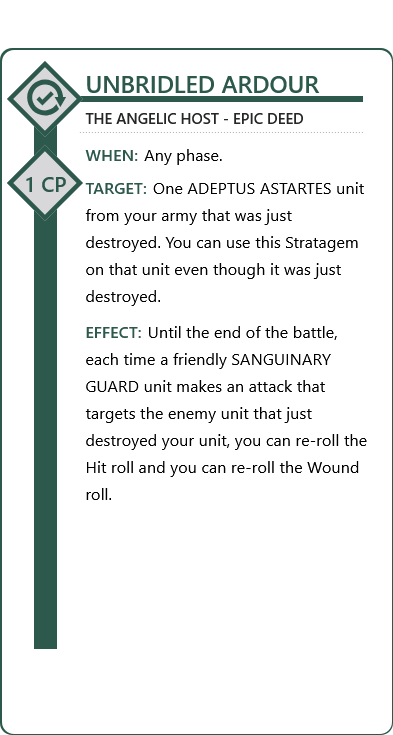 UNBRIDLED ARDOUR
THE ANGELIC HOST - EPIC DEED
WHEN: Any phase.
1 CP
TARGET: One ADEPTUS ASTARTES unit
from your army that was just
destroyed. You can use this Stratagem
on that unit even though it was just
destroyed.
EFFECT: Until the end of the battle,
each time a friendly SANGUINARY
GUARD unit makes an attack that
targets the enemy unit that just
destroyed your unit, you can re-roll the
Hit roll and you can re-roll the Wound
roll.